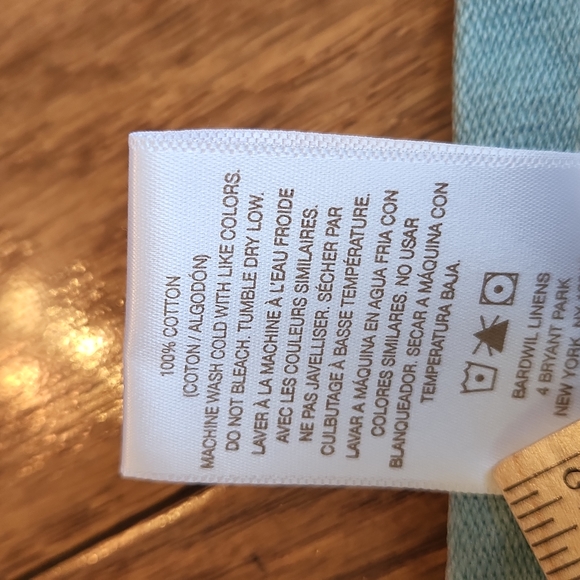 100% COTTON
(COTON / ALGODÓN)
MACHINE WASH COLD WITH LIKE COLORS.
DO NOT BLEACH. TUMBLE DRY LOW.
LAVER À LA MACHINE À L'EAU FROIDE
AVEC LES COULEURS SIMILAIRES.
NE PAS JAVELLISER. SÉCHER PAR
CULBUTAGE À BASSE TEMPÉRATURE.
LAVAR A MÁQUINA EN AGUA FRIA CON
COLORES SIMILARES. NO USAR
BLANQUEADOR. SECAR A MÁQUINA CON
TEMPERATURA BAJA.
BARDWIL LINENS
4 BRYANT PARK
NEW YORK